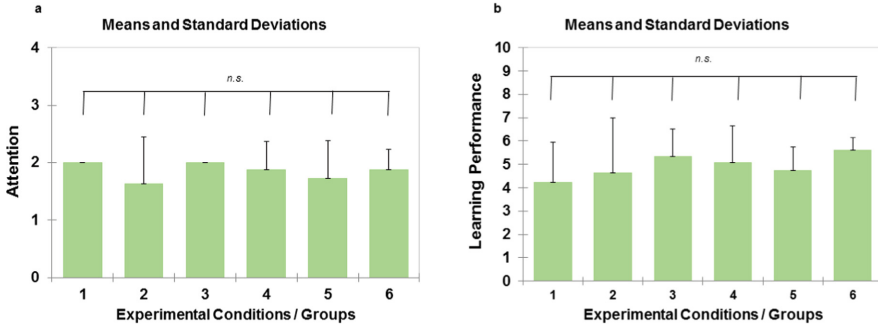 a
Means and Standard Deviations
4
3
2
1
0
Attention
n.s.
1 2 3 4 5 6
Experimental Conditions / Groups
b
Means and Standard Deviations
10
9
8
7
6
5
4
3
2
1
0
Learning Performance
n.s.
1 2 3 4 5 6
Experimental Conditions / Groups